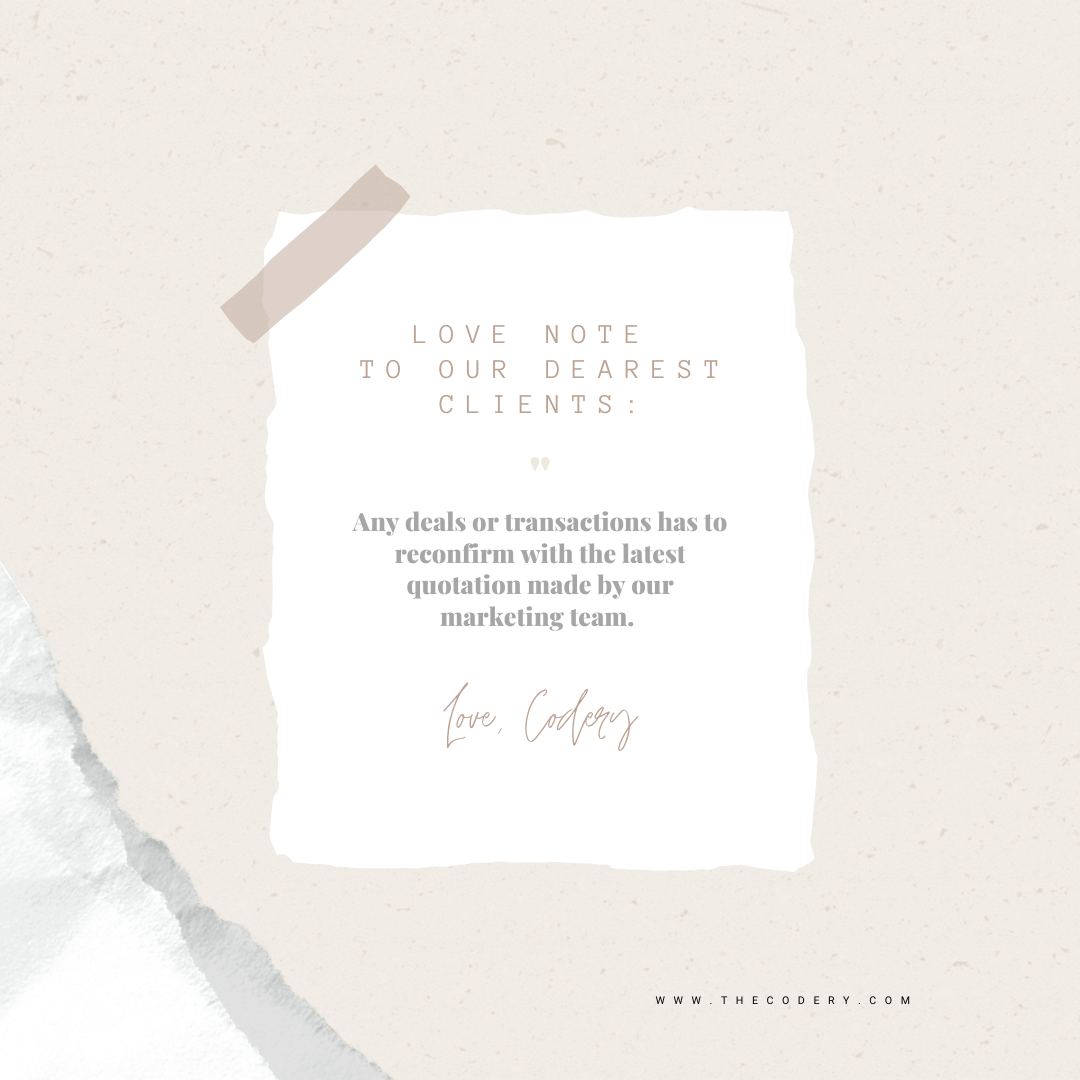 LOVE NOTE
TO OUR DEAREST
CLIENTS:
"
Any deals or transactions has to
reconfirm with the latest
quotation made by our
marketing team.
Love, Codery
WWW.THECODERY.COM